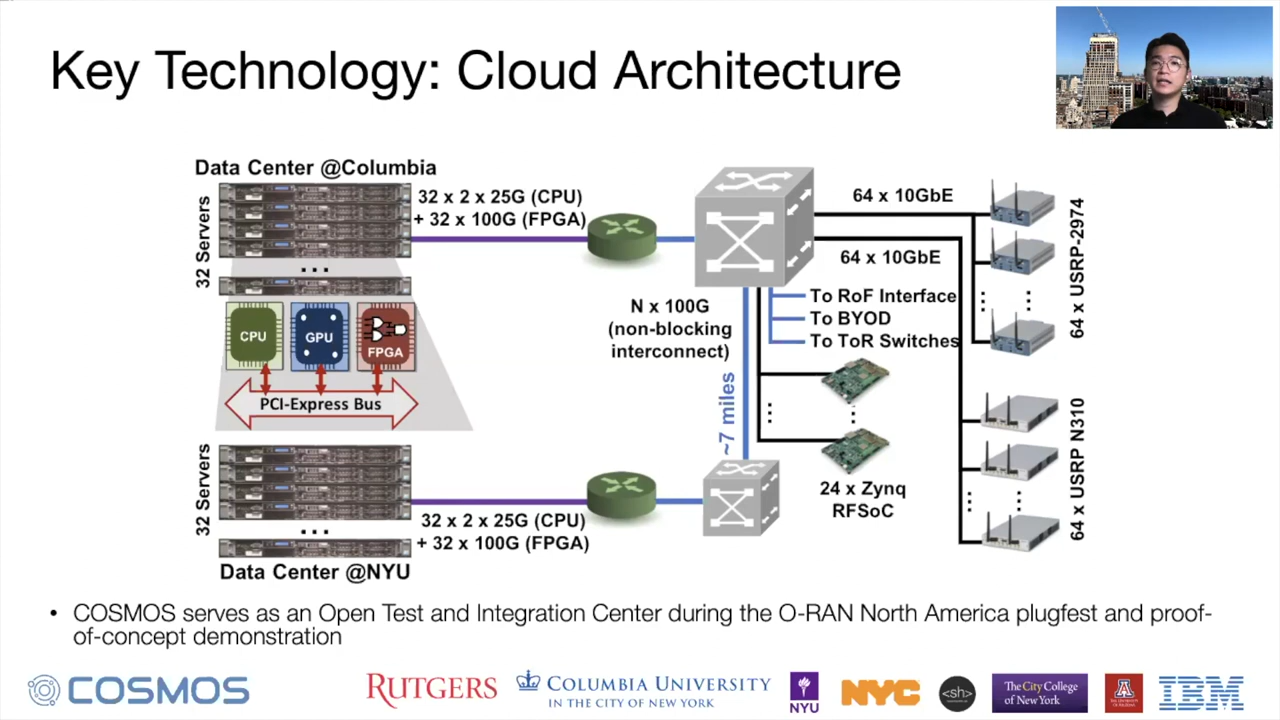 Key Technology: Cloud Architecture
Data Center @Columbia
32 Servers
32 x 2 x 25G (CPU)
+ 32 x 100G (FPGA)
...
CPU
GPU
FPGA
PCI-Express Bus
N x 100G
(non-blocking
interconnect)
~7 miles
64 x 10GbE
64 x 10GbE
To RoF Interface
To BYOD
To ToR Switches
64 x USRP-2974
24 x Zynq
RFSoC
64 x USRP N310
32 Servers
32 x 2 x 25G (CPU)
+ 32 x 100G (FPGA)
...
Data Center @NYU
• COSMOS serves as an Open Test and Integration Center during the O-RAN North America plugfest and proof-
of-concept demonstration
COSMOS
RUTGERS
COLUMBIA UNIVERSITY
IN THE CITY OF NEW YORK
NYU
NYC
<sh>
The City College
of New York
A
IBM